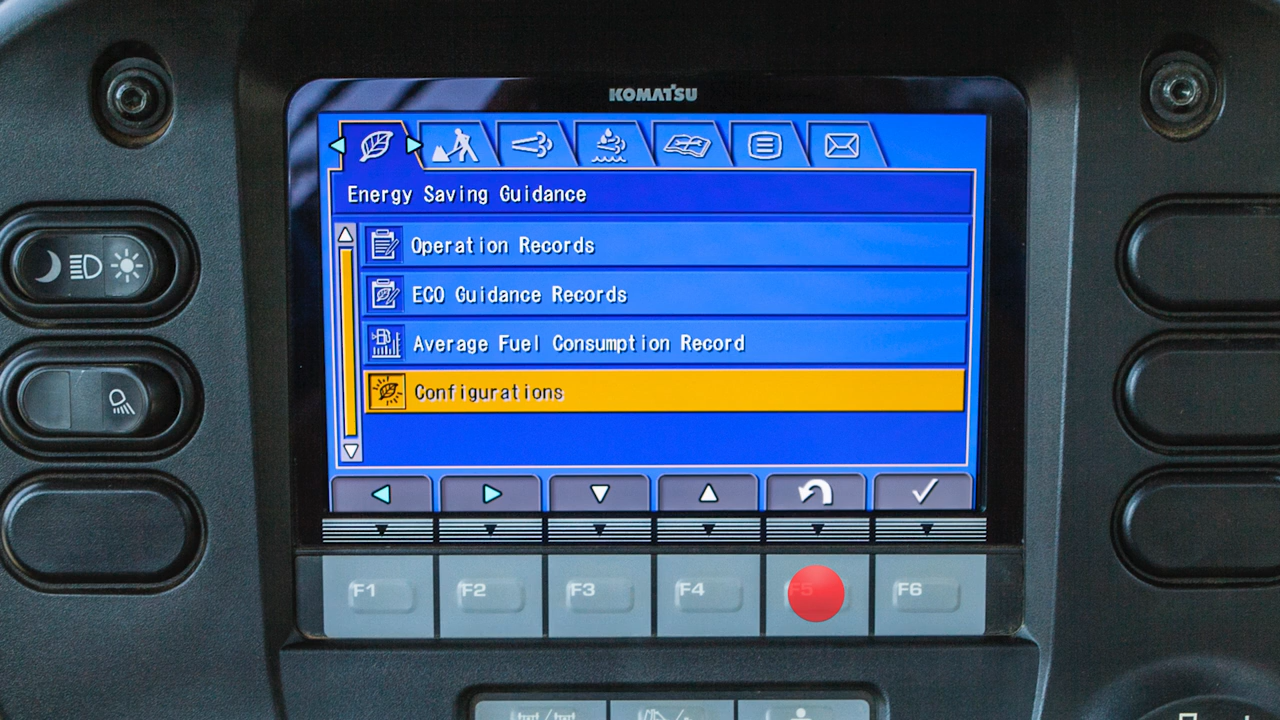 KOMATSU
Energy Saving Guidance
Operation Records
ECO Guidance Records
Average Fuel Consumption Record
Configurations
F1 F2 F3 F4 F5 F6